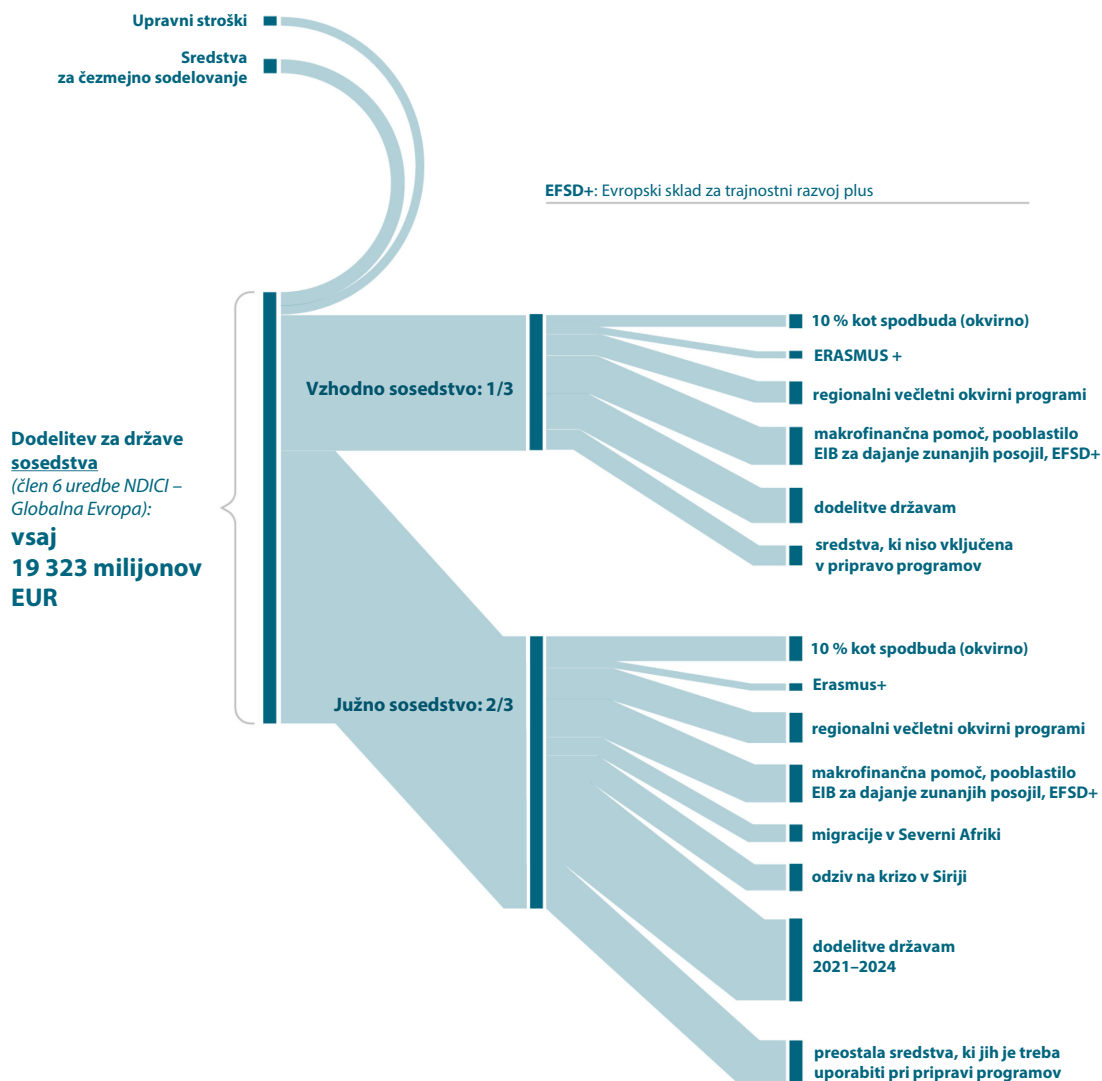 Upravni stroški
Sredstva
za čezmejno sodelovanje
EFSD+: Evropski sklad za trajnostni razvoj plus
Dodelitev za države
sosedstva
(člen 6 uredbe NDICI –
Globalna Evropa):
vsaj
19 323 milijonov
EUR
Vzhodno sosedstvo: 1/3
10 % kot spodbuda (okvirno)
ERASMUS +
regionalni večletni okvirni programi
makrofinančna pomoč, pooblastilo
EIB za dajanje zunanjih posojil, EFSD+
dodelitve državam
sredstva, ki niso vključena
v pripravo programov
Južno sosedstvo: 2/3
10 % kot spodbuda (okvirno)
Erasmus+
regionalni večletni okvirni programi
makrofinančna pomoč, pooblastilo
EIB za dajanje zunanjih posojil, EFSD+
migracije v Severni Afriki
odziv na krizo v Siriji
dodelitve državam
2021–2024
preostala sredstva, ki jih je treba
uporabiti pri pripravi programov